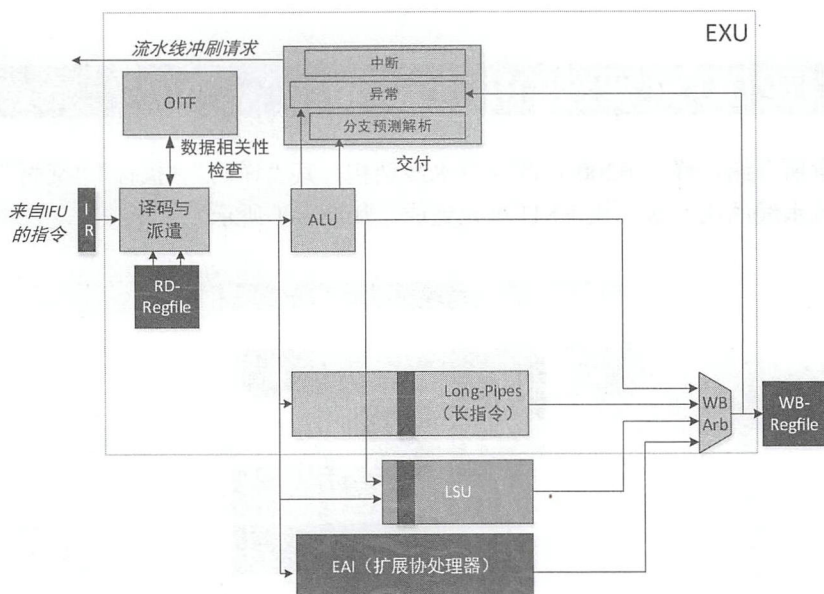 EXU
流水线冲刷请求
中断
异常
分支预测解析
OITF
数据相关性
检查
交付
来自IFU
的指令
I
R
译码与
派遣
ALU
RD-
Regfile
Long-Pipes
（长指令）
WB
Arb
WB-
Regfile
LSU
EAI（扩展协处理器）